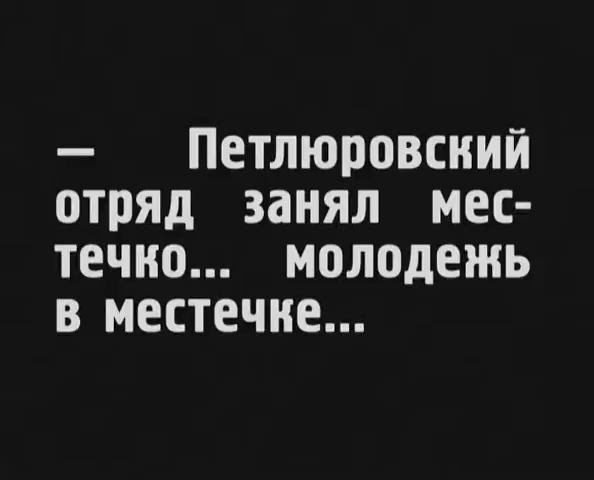 — Петлюровский
отряд занял мес-
течко... молодежь
в местечке...